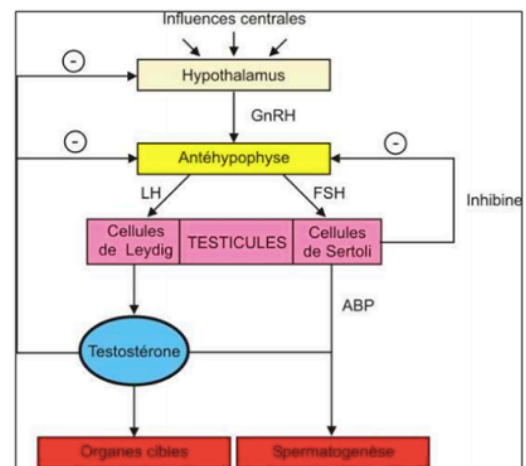 Influences centrales
-
Hypothalamus
GnRH
-
-
Antéhypophyse
LH
FSH
Inhibine
Cellules
de Leydig
TESTICULES
Cellules
de Sertoli
ABP
Testostérone
Organes cibles
Spermatogenèse